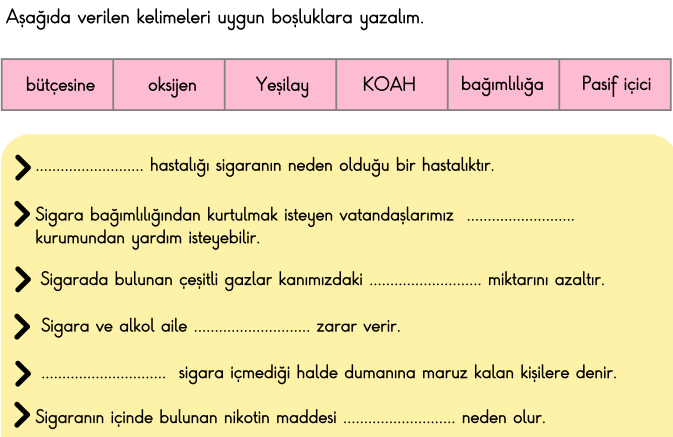 Aşağıda verilen kelimeleri uygun boşluklara yazalım.
bütçesine oksijen Yeşilay KOAH bağımlılığa Pasif içici
.......................... hastalığı sigaranın neden olduğu bir hastalıktır.
Sigara bağımlılığından kurtulmak isteyen vatandaşlarımız ..........................
kurumundan yardım isteyebilir.
Sigarada bulunan çeşitli gazlar kanımızdaki ........................... miktarını azaltır.
Sigara ve alkol aile ............................ zarar verir.
.............................. sigara içmediği halde dumanına maruz kalan kişilere denir.
Sigaranın içinde bulunan nikotin maddesi ........................... neden olur.